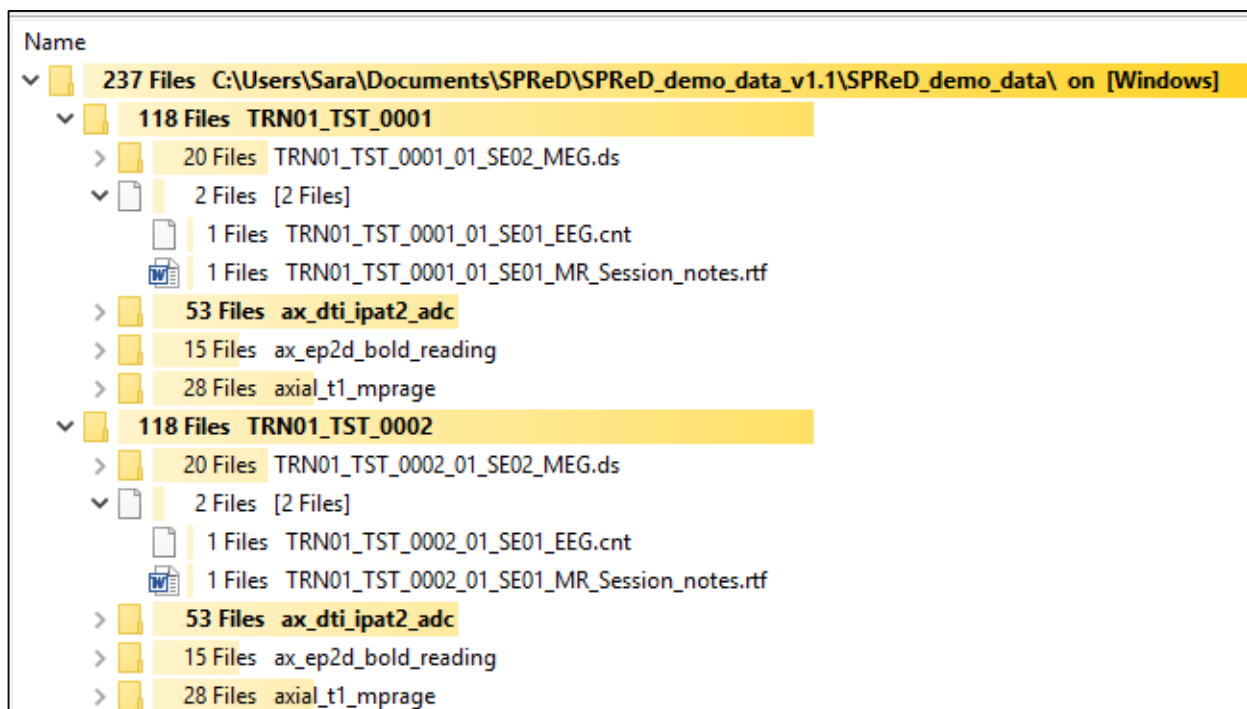 Name
237 Files C:\Users\Sara\Documents\SPReD\SPReD_demo_data_v1.1\SPReD_demo_data\ on [Windows]
118 Files TRN01_TST_0001
20 Files TRN01_TST_0001_01_SE02_MEG.ds
2 Files [2 Files]
1 Files TRN01_TST_0001_01_SE01_EEG.cnt
1 Files TRN01_TST_0001_01_SE01_MR_Session_notes.rtf
53 Files ax_dti_ipat2_adc
15 Files ax_ep2d_bold_reading
28 Files axial_t1_mprage
118 Files TRN01_TST_0002
20 Files TRN01_TST_0002_01_SE02_MEG.ds
2 Files [2 Files]
1 Files TRN01_TST_0002_01_SE01_EEG.cnt
1 Files TRN01_TST_0002_01_SE01_MR_Session_notes.rtf
53 Files ax_dti_ipat2_adc
15 Files ax_ep2d_bold_reading
28 Files axial_t1_mprage